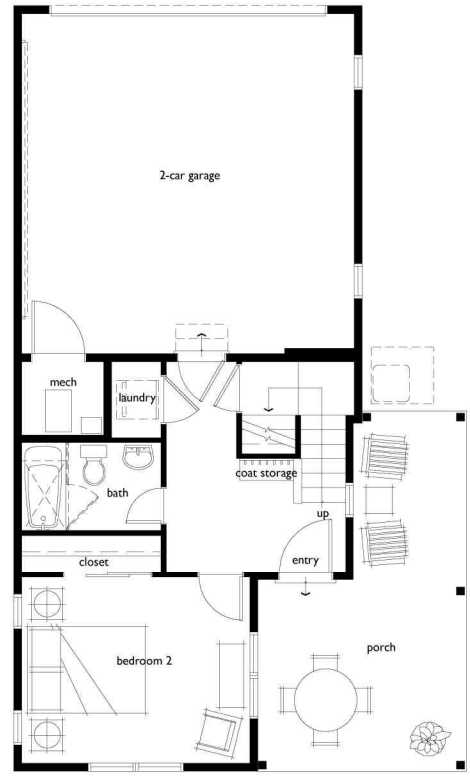 2-car garage
mech
laundry
coat storage
bath
up
closet
entry
porch
bedroom 2